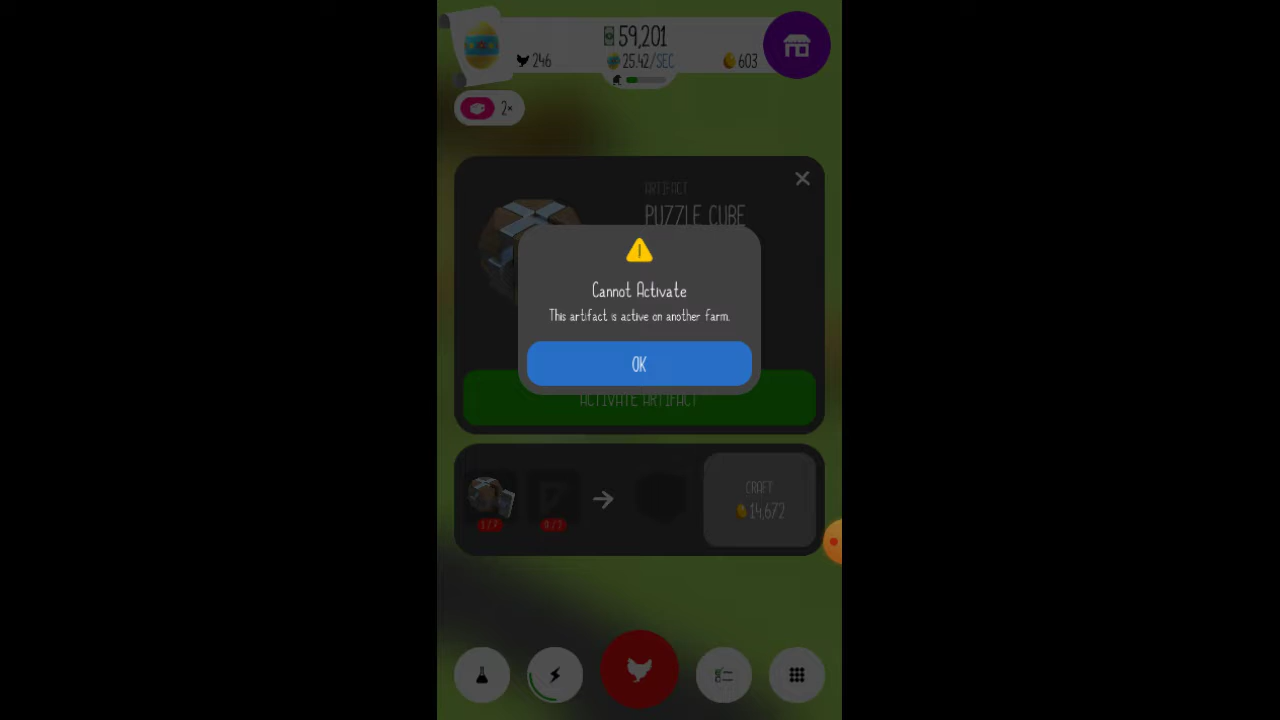 59,201
246
25.42/SEC
603
2×
ARTIFACT
PUZZLE CUBE
Cannot Activate
This artifact is active on another farm.
OK
ACTIVATE ARTIFACT
CRAFT
14,672